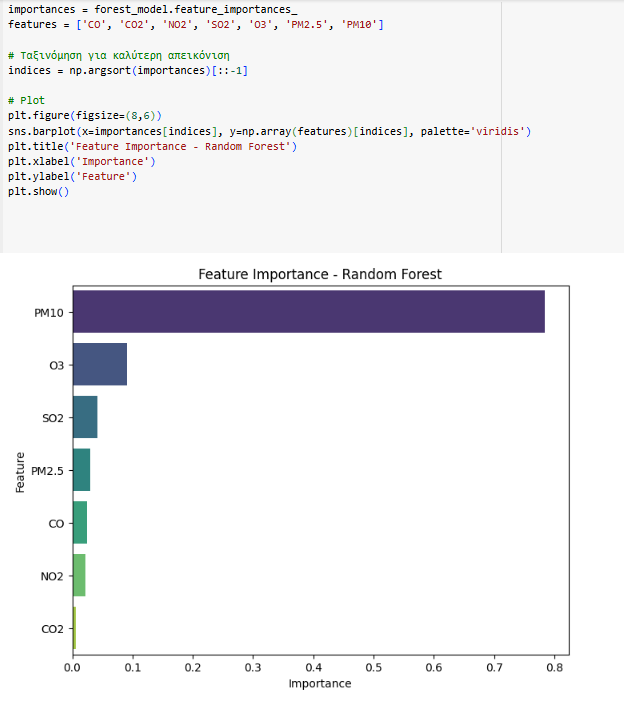 importances = forest_model.feature_importances_
features = ['CO', 'CO2', 'NO2', 'SO2', 'O3', 'PM2.5', 'PM10']
# Ταξινόμηση για καλύτερη απεικόνιση
indices = np.argsort(importances)[::-1]
# Plot
plt.figure(figsize=(8,6))
sns.barplot(x=importances[indices], y=np.array(features)[indices], palette='viridis')
plt.title('Feature Importance - Random Forest')
plt.xlabel('Importance')
plt.ylabel('Feature')
plt.show()
Feature Importance - Random Forest
PM10
O3
SO2
PM2.5
CO
NO2
CO2
Feature
0.0 0.1 0.2 0.3 0.4 0.5 0.6 0.7 0.8
Importance